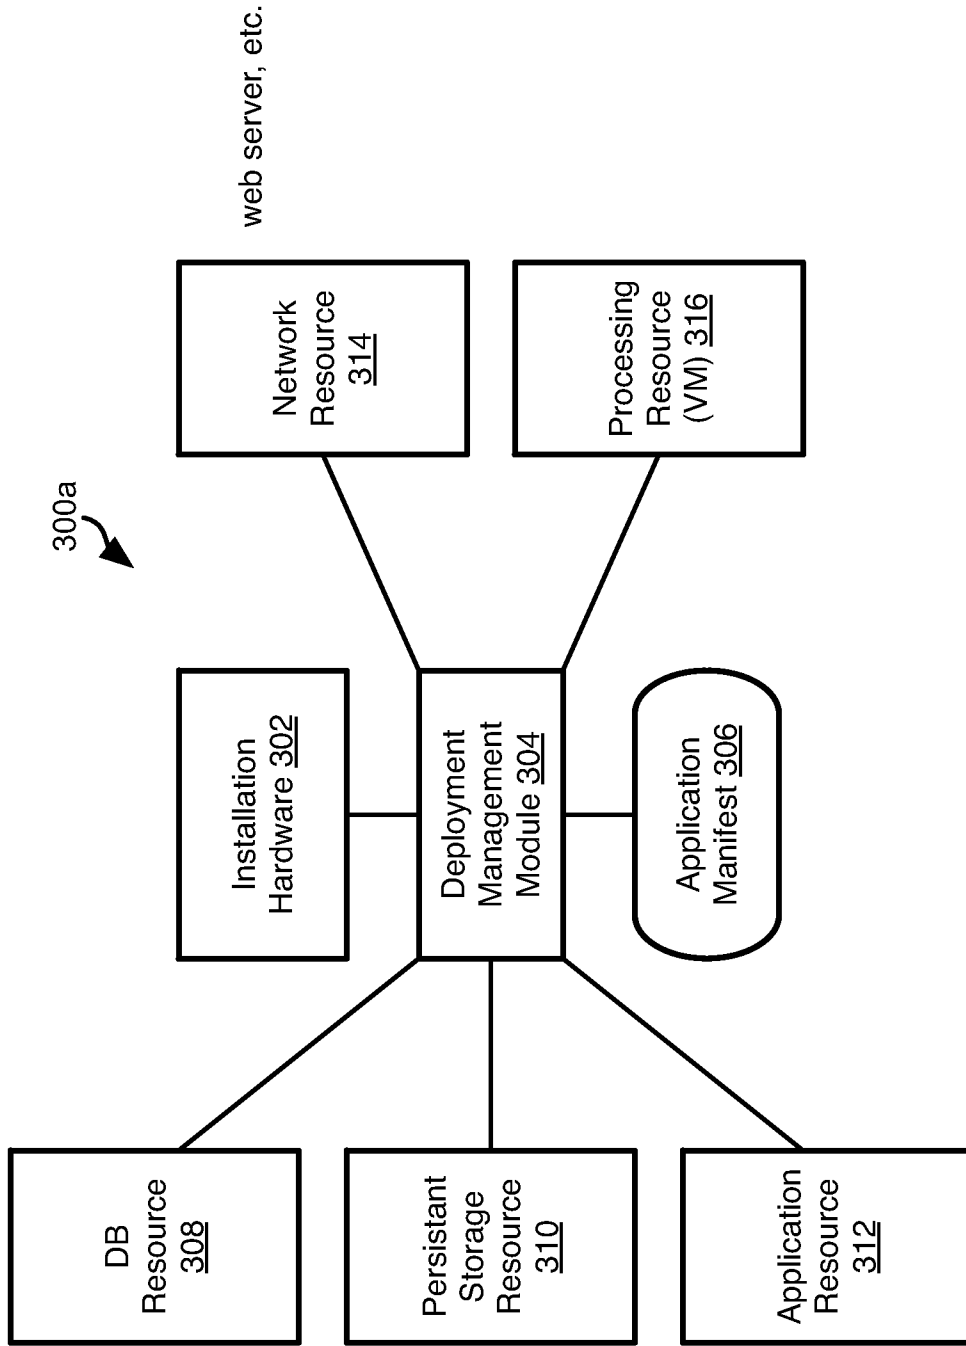 300a
DB
Resource
308
Persistant
Storage
Resource
310
Application
Resource
312
Installation
Hardware 302
Deployment
Management
Module 304
Application
Manifest 306
Network
Resource
314
Processing
Resource
(VM) 316
web server, etc.